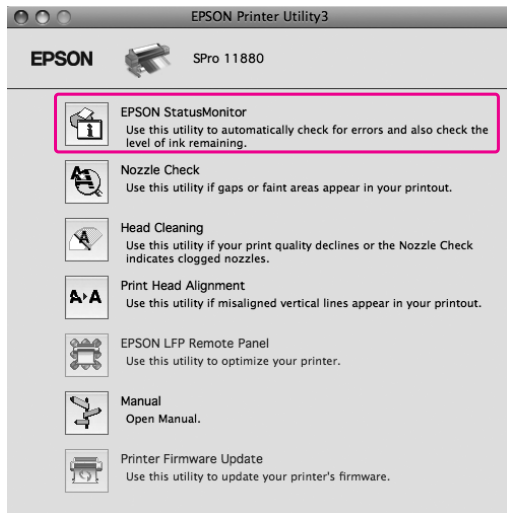 EPSON Printer Utility3
EPSON
SPro 11880
EPSON StatusMonitor
Use this utility to automatically check for errors and also check the
level of ink remaining.
Nozzle Check
Use this utility if gaps or faint areas appear in your printout.
Head Cleaning
Use this utility if your print quality declines or the Nozzle Check
indicates clogged nozzles.
Print Head Alignment
Use this utility if misaligned vertical lines appear in your printout.
EPSON LFP Remote Panel
Use this utility to optimize your printer.
Manual
Open Manual.
Printer Firmware Update
Use this utility to update your printer's firmware.